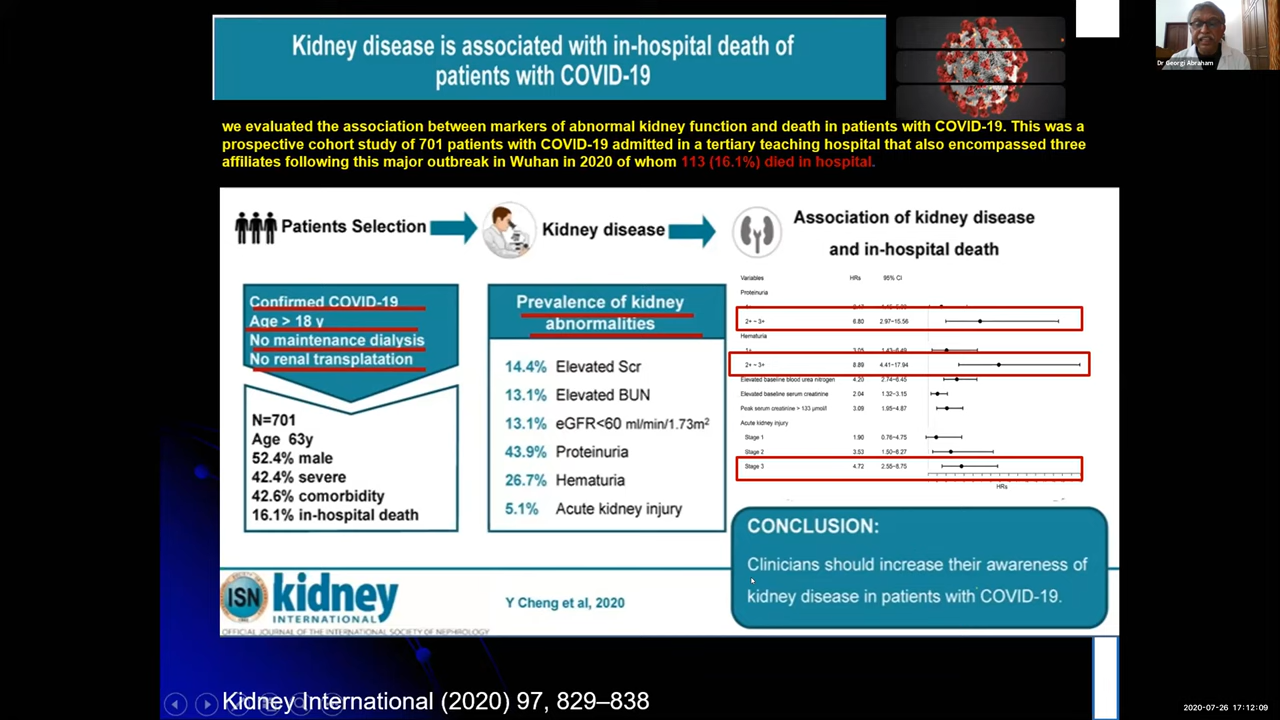 Kidney disease is associated with in-hospital death of
patients with COVID-19
Dr Georgi Abraham
we evaluated the association between markers of abnormal kidney function and death in patients with COVID-19. This was a
prospective cohort study of 701 patients with COVID-19 admitted in a tertiary teaching hospital that also encompassed three
affiliates following this major outbreak in Wuhan in 2020 of whom 113 (16.1%) died in hospital.
Patients Selection
Kidney disease
Association of kidney disease
and in-hospital death
Confirmed COVID-19
Age > 18 y
No maintenance dialysis
No renal transplatation
N=701
Age 63y
52.4% male
42.4% severe
42.6% comorbidity
16.1% in-hospital death
Prevalence of kidney
abnormalities
14.4% Elevated Scr
13.1% Elevated BUN
13.1% eGFR<60 ml/min/1.73m²
43.9% Proteinuria
26.7% Hematuria
5.1% Acute kidney injury
Variables HRs 95% CI
Proteinuria
2+ ~ 3+ 6.80 2.97~15.56
Hematuria
2+ ~ 3+ 8.89 4.41~17.94
Elevated baseline blood urea nitrogen 4.20 2.74~6.45
Elevated baseline serum creatinine 2.04 1.32~3.15
Peak serum creatinine > 133 μmol/l 3.09 1.95~4.87
Acute kidney injury
Stage 1 1.90 0.76~4.75
Stage 2 3.53 1.50~8.27
Stage 3 4.72 2.55~8.75
HRs
CONCLUSION:
Clinicians should increase their awareness of
kidney disease in patients with COVID-19.
ISN kidney
INTERNATIONAL
OFFICIAL JOURNAL OF THE INTERNATIONAL SOCIETY OF NEPHROLOGY
Y Cheng et al, 2020
Kidney International (2020) 97, 829–838
2020-07-26 17:12:09